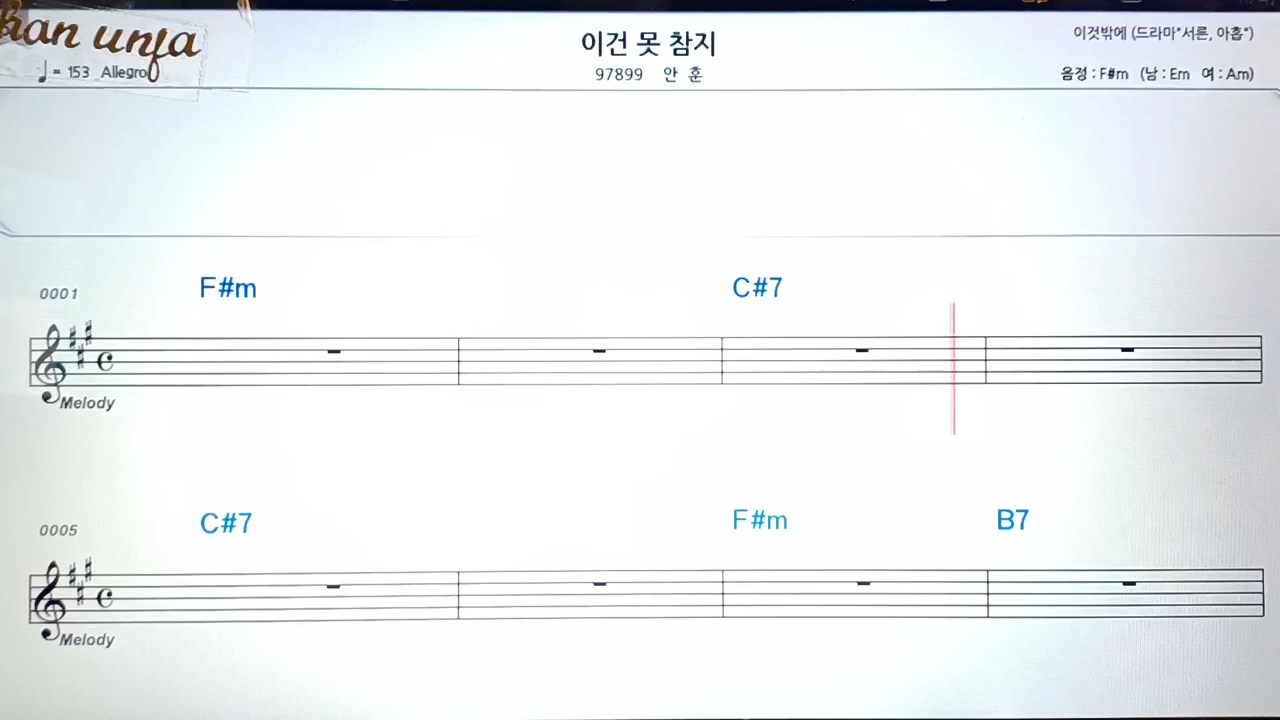 han unja
♩ = 153 Allegro
이건 못 참지
97899 안 훈
이것밖에 (드라마"서른, 아홉")
음정 : F#m (남 : Em 여 : Am)
0001
F#m
C#7
Melody
0005
C#7
F#m
B7
Melody